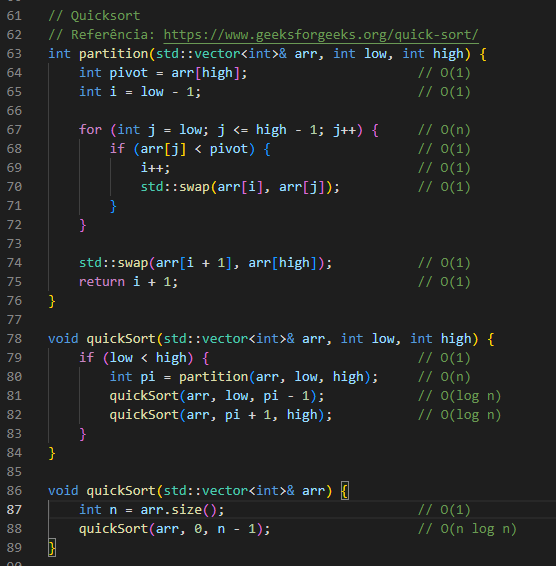 61 // Quicksort
62 // Referência: https://www.geeksforgeeks.org/quick-sort/
63 int partition(std::vector<int>& arr, int low, int high) {
64     int pivot = arr[high];                 // O(1)
65     int i = low - 1;                       // O(1)
66
67     for (int j = low; j <= high - 1; j++) {     // O(n)
68         if (arr[j] < pivot) {              // O(1)
69             i++;                           // O(1)
70             std::swap(arr[i], arr[j]);     // O(1)
71         }
72     }
73
74     std::swap(arr[i + 1], arr[high]);      // O(1)
75     return i + 1;                          // O(1)
76 }
77
78 void quickSort(std::vector<int>& arr, int low, int high) {
79     if (low < high) {                      // O(1)
80         int pi = partition(arr, low, high);     // O(n)
81         quickSort(arr, low, pi - 1);       // O(log n)
82         quickSort(arr, pi + 1, high);      // O(log n)
83     }
84 }
85
86 void quickSort(std::vector<int>& arr) {
87     int n = arr.size();                    // O(1)
88     quickSort(arr, 0, n - 1);              // O(n log n)
89 }